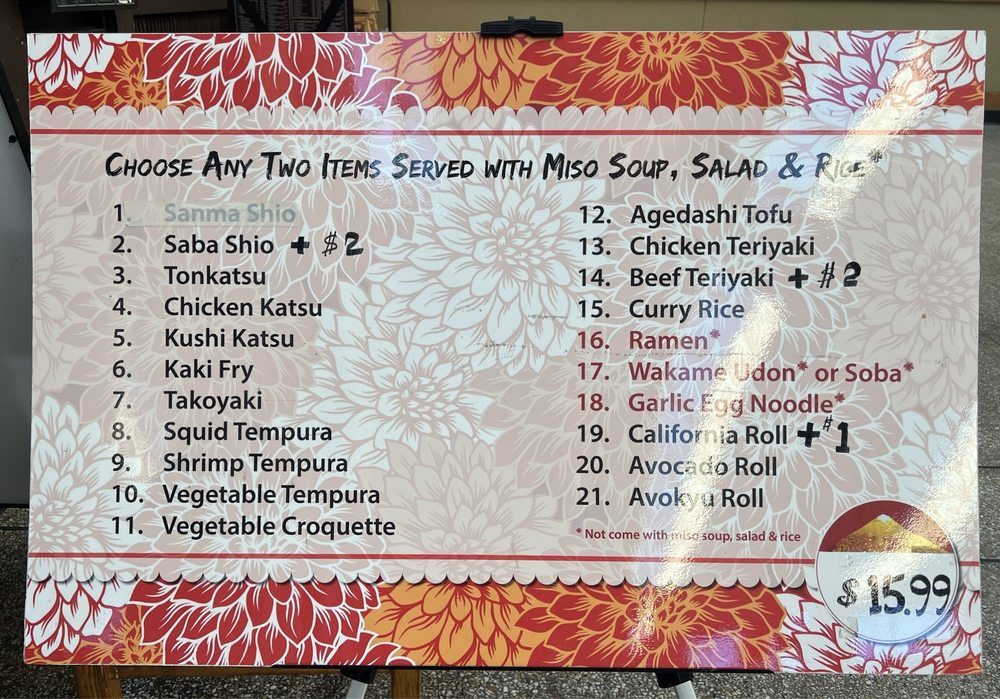 Choose Any Two Items Served with Miso Soup, Salad & Rice*
1. Sanma Shio
2. Saba Shio + $2
3. Tonkatsu
4. Chicken Katsu
5. Kushi Katsu
6. Kaki Fry
7. Takoyaki
8. Squid Tempura
9. Shrimp Tempura
10. Vegetable Tempura
11. Vegetable Croquette
12. Agedashi Tofu
13. Chicken Teriyaki
14. Beef Teriyaki + $2
15. Curry Rice
16. Ramen*
17. Wakame Udon* or Soba*
18. Garlic Egg Noodle*
19. California Roll + $1
20. Avocado Roll
21. Avokyu Roll
* Not come with miso soup, salad & rice
$15.99